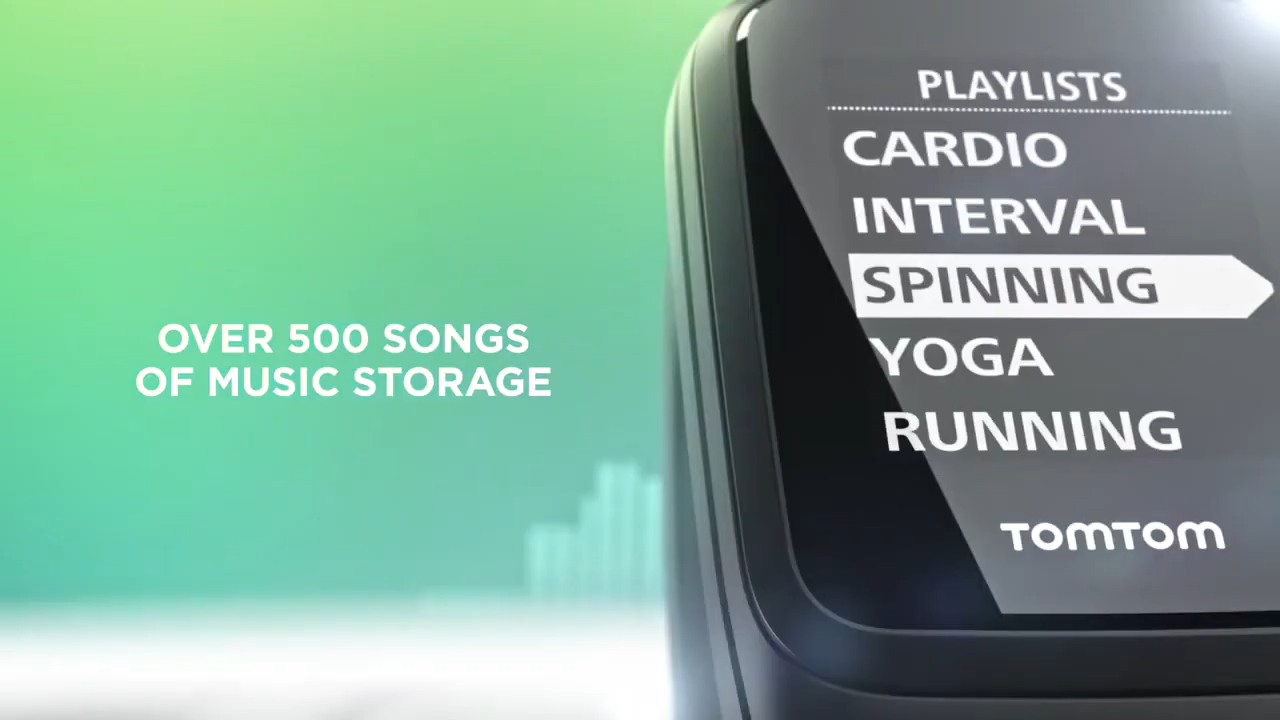 OVER 500 SONGS
OF MUSIC STORAGE
PLAYLISTS
CARDIO
INTERVAL
SPINNING
YOGA
RUNNING
TOMTOM